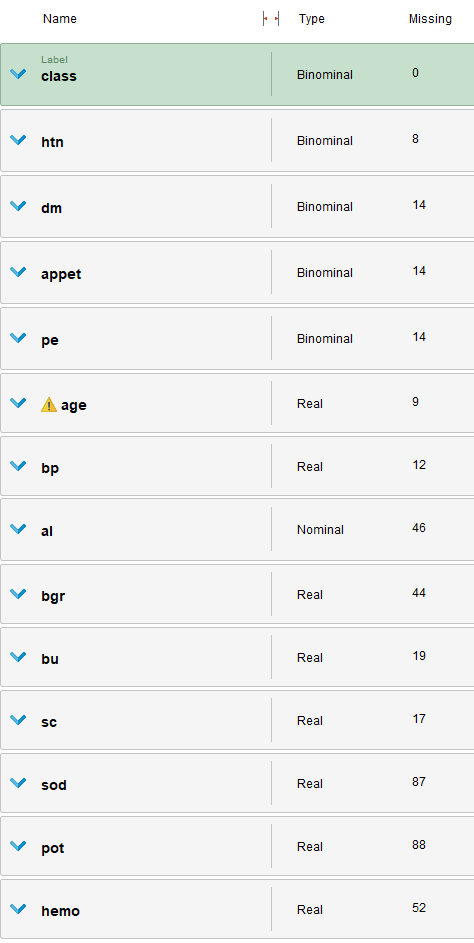 Name Type Missing
Label
class Binominal 0
htn Binominal 8
dm Binominal 14
appet Binominal 14
pe Binominal 14
age Real 9
bp Real 12
al Nominal 46
bgr Real 44
bu Real 19
sc Real 17
sod Real 87
pot Real 88
hemo Real 52